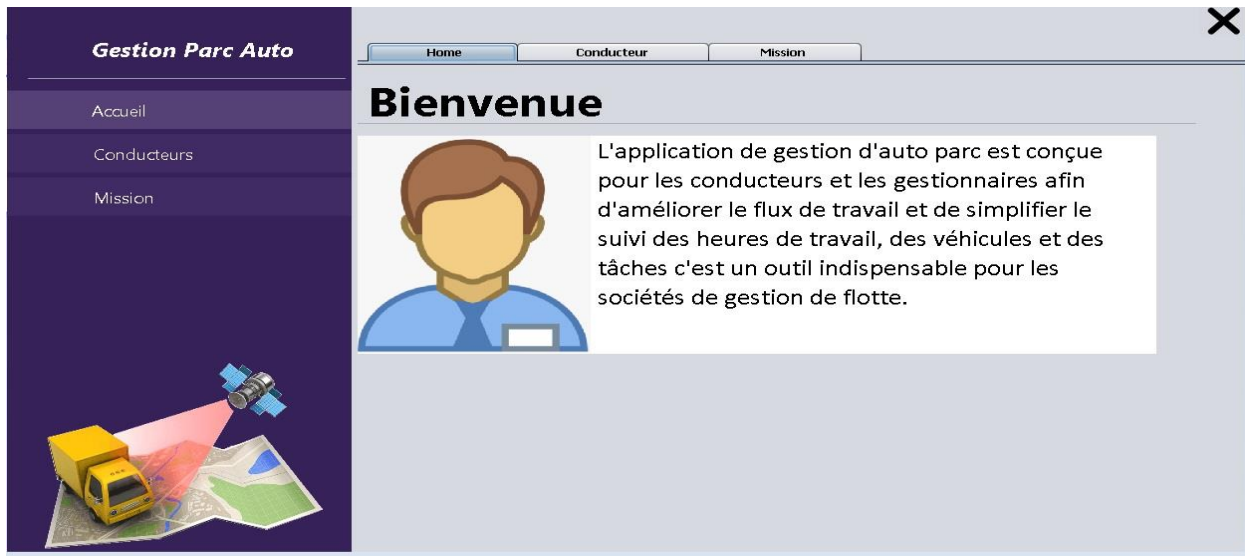 Gestion Parc Auto
Accueil
Conducteurs
Mission
Home
Conducteur
Mission
Bienvenue
L'application de gestion d'auto parc est conçue
pour les conducteurs et les gestionnaires afin
d'améliorer le flux de travail et de simplifier le
suivi des heures de travail, des véhicules et des
tâches c'est un outil indispensable pour les
sociétés de gestion de flotte.